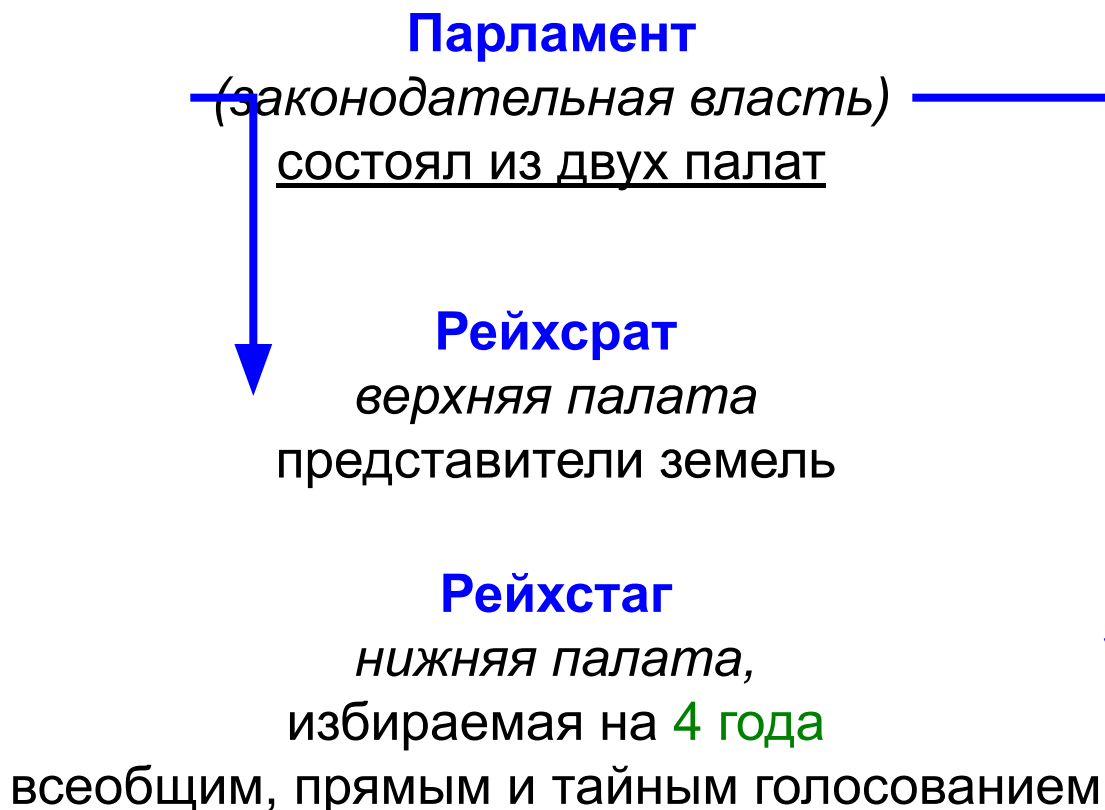 Парламент
(законодательная власть)
состоял из двух палат
Рейхсрат
верхняя палата
представители земель
Рейхстаг
нижняя палата,
избираемая на 4 года
всеобщим, прямым и тайным голосованием